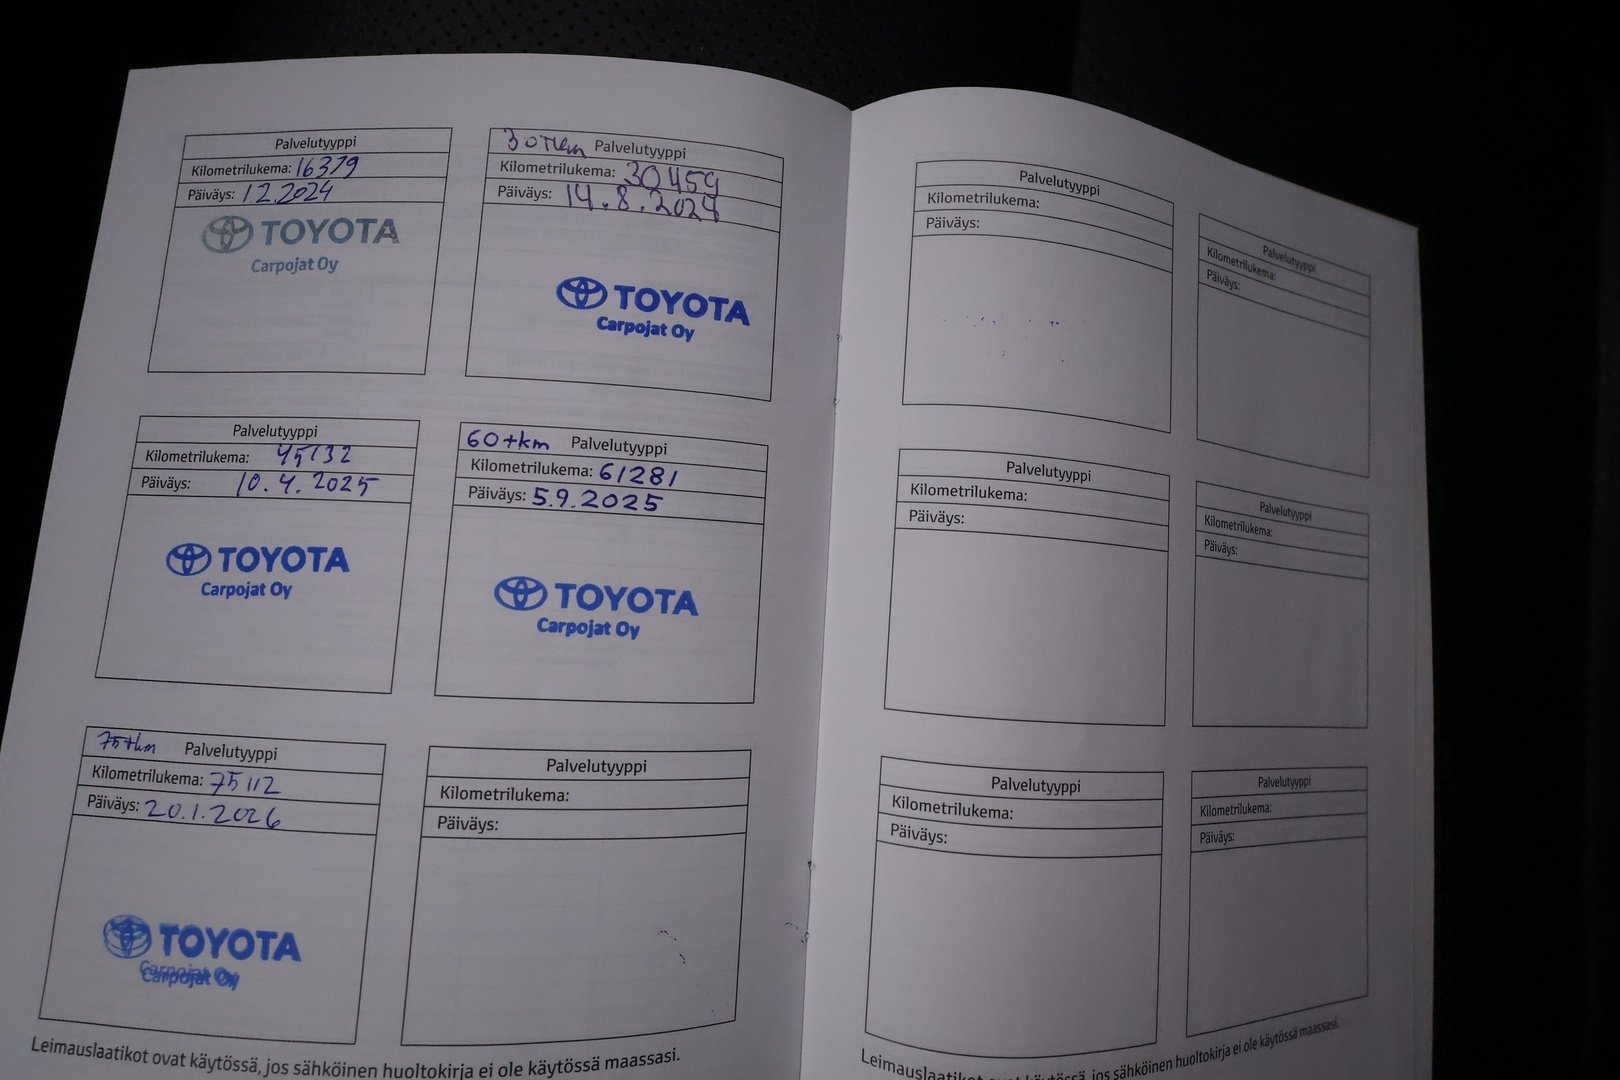 Palvelutyyppi
Kilometrilukema: 16379
Päiväys: 12.2024
TOYOTA
Carpojat Oy
30Tkm Palvelutyyppi
Kilometrilukema: 30459
Päiväys: 14.8.2024
TOYOTA
Carpojat Oy
Palvelutyyppi
Kilometrilukema: 45132
Päiväys: 10.4.2025
TOYOTA
Carpojat Oy
60tkm Palvelutyyppi
Kilometrilukema: 61281
Päiväys: 5.9.2025
TOYOTA
Carpojat Oy
75tkm Palvelutyyppi
Kilometrilukema: 75112
Päiväys: 20.1.2026
TOYOTA
Carpojat Oy
Palvelutyyppi
Kilometrilukema:
Päiväys:
Leimauslaatikot ovat käytössä, jos sähköinen huoltokirja ei ole käytössä maassasi.
Palvelutyyppi
Kilometrilukema:
Päiväys:
Palvelutyyppi
Kilometrilukema:
Päiväys:
Palvelutyyppi
Kilometrilukema:
Päiväys:
Palvelutyyppi
Kilometrilukema:
Päiväys:
Palvelutyyppi
Kilometrilukema:
Päiväys:
Palvelutyyppi
Kilometrilukema:
Päiväys:
Leimauslaatikot ovat käytössä, jos sähköinen huoltokirja ei ole käytössä maassasi.